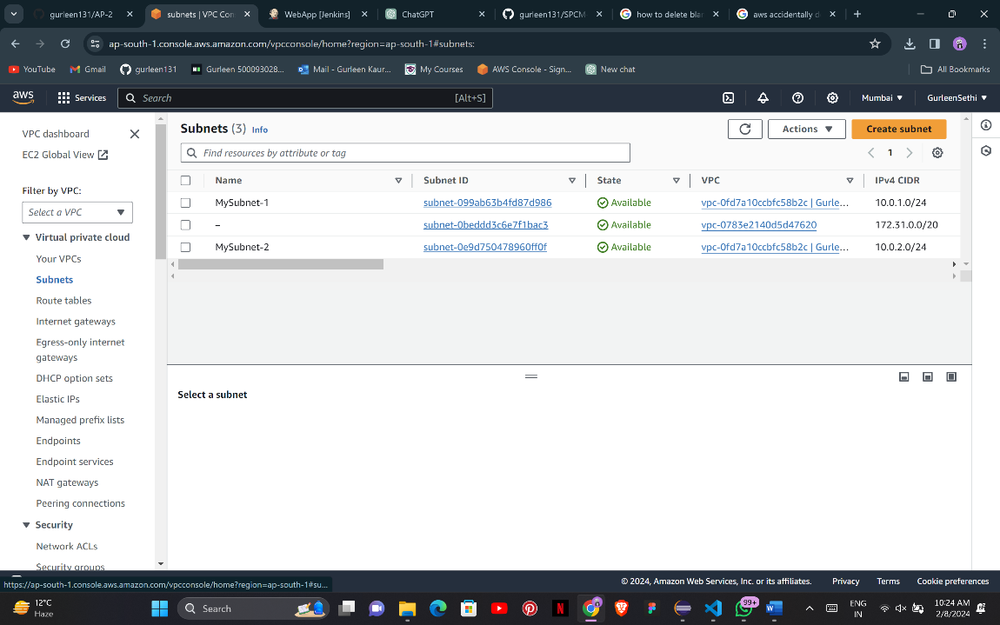 gurleen131/AP-2
subnets | VPC Con
WebApp [Jenkins]
ChatGPT
gurleen131/SPCM
how to delete blan
aws accidentally d
ap-south-1.console.aws.amazon.com/vpcconsole/home?region=ap-south-1#subnets:
YouTube
Gmail
gurleen131
Gurleen 500093028...
Mail - Gurleen Kaur...
My Courses
AWS Console - Sign...
New chat
All Bookmarks
aws
Services
Search
[Alt+S]
Mumbai
GurleenSethi
VPC dashboard
EC2 Global View
Filter by VPC:
Select a VPC
Virtual private cloud
Your VPCs
Subnets
Route tables
Internet gateways
Egress-only internet
gateways
DHCP option sets
Elastic IPs
Managed prefix lists
Endpoints
Endpoint services
NAT gateways
Peering connections
Security
Network ACLs
Security groups
Subnets (3) Info
Actions
Create subnet
Find resources by attribute or tag
1
Name Subnet ID State VPC IPv4 CIDR
MySubnet-1 subnet-099ab63b4fd87d986 Available vpc-0fd7a10ccbfc58b2c | Gurle... 10.0.1.0/24
– subnet-0beddd3c6e7f1bac3 Available vpc-0783e2140d5d47620 172.31.0.0/20
MySubnet-2 subnet-0e9d750478960ff0f Available vpc-0fd7a10ccbfc58b2c | Gurle... 10.0.2.0/24
Select a subnet
https://ap-south-1.console.aws.amazon.com/vpcconsole/home?region=ap-south-1#su...
© 2024, Amazon Web Services, Inc. or its affiliates.
Privacy
Terms
Cookie preferences
12°C
Haze
Search
99+
ENG
IN
10:24 AM
2/8/2024